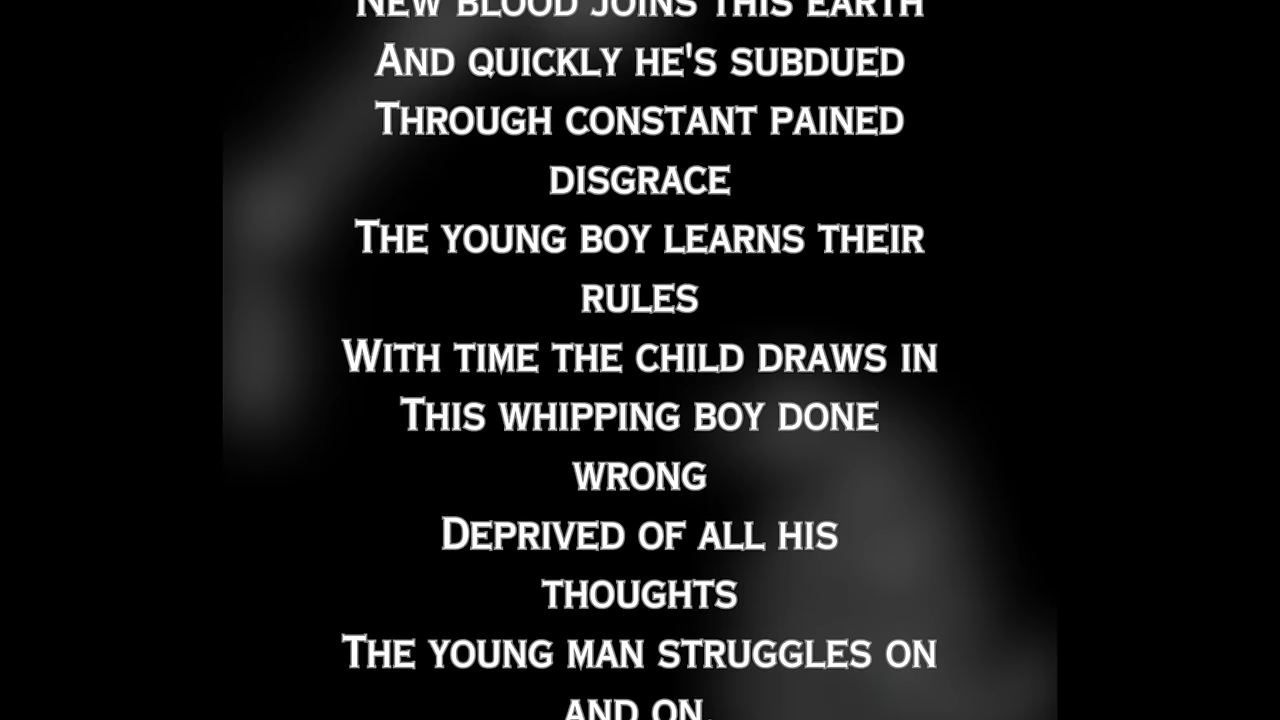 New blood joins this earth
And quickly he's subdued
Through constant pained
disgrace
The young boy learns their
rules
With time the child draws in
This whipping boy done
wrong
Deprived of all his
thoughts
The young man struggles on
and on,